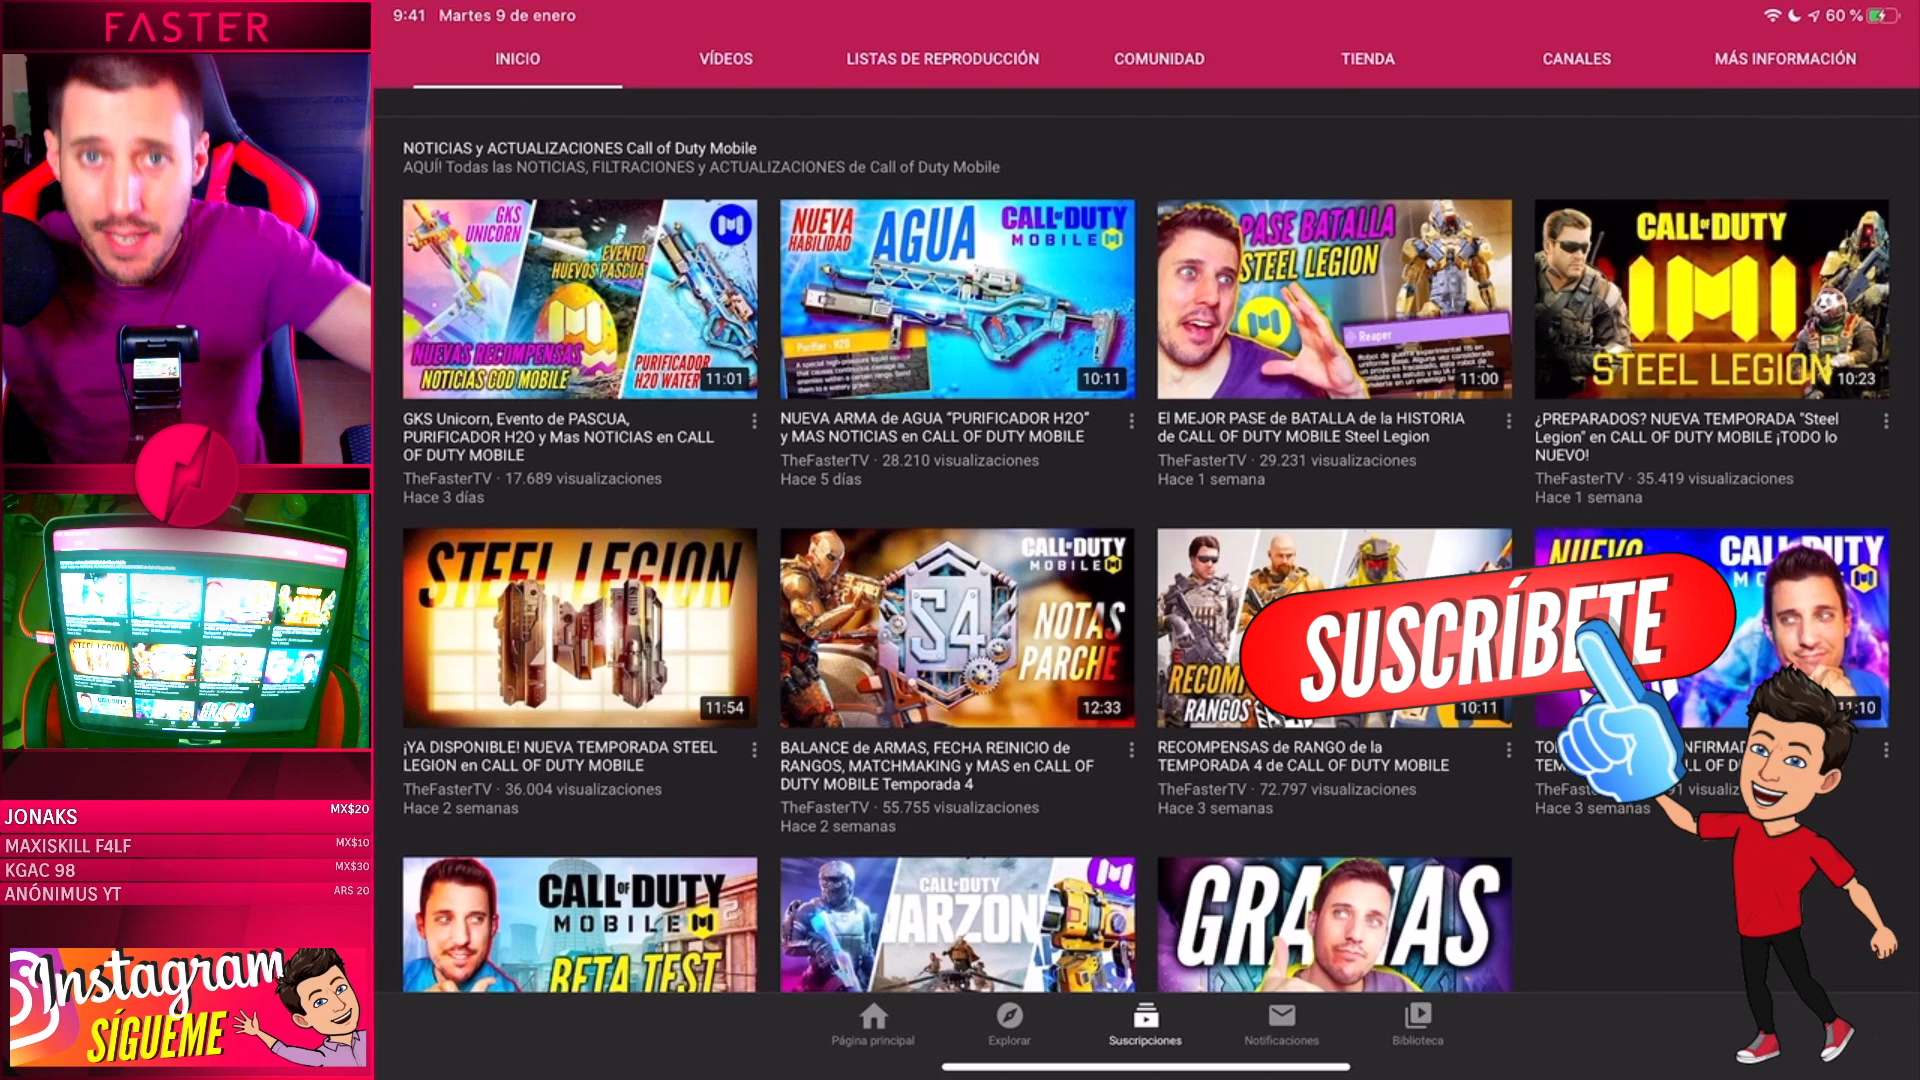 FASTER
9:41 Martes 9 de enero
60 %
INICIO
VÍDEOS
LISTAS DE REPRODUCCIÓN
COMUNIDAD
TIENDA
CANALES
MÁS INFORMACIÓN
NOTICIAS y ACTUALIZACIONES Call of Duty Mobile
AQUÍ! Todas las NOTICIAS, FILTRACIONES y ACTUALIZACIONES de Call of Duty Mobile
GKS
UNICORN
EVENTO
HUEVOS PASCUA
NUEVAS RECOMPENSAS
NOTICIAS COD MOBILE
PURIFICADOR
H2O WATER
11:01
GKS Unicorn, Evento de PASCUA,
PURIFICADOR H2O y Mas NOTICIAS en CALL
OF DUTY MOBILE
TheFasterTV · 17.689 visualizaciones
Hace 3 días
NUEVA
HABILIDAD
AGUA
CALL OF DUTY
MOBILE
Purifier - H2O
10:11
NUEVA ARMA de AGUA “PURIFICADOR H2O”
y MAS NOTICIAS en CALL OF DUTY MOBILE
TheFasterTV · 28.210 visualizaciones
Hace 5 días
PASE BATALLA
STEEL LEGION
Reaper
11:00
El MEJOR PASE de BATALLA de la HISTORIA
de CALL OF DUTY MOBILE Steel Legion
TheFasterTV · 29.231 visualizaciones
Hace 1 semana
CALL OF DUTY
STEEL LEGION
10:23
¿PREPARADOS? NUEVA TEMPORADA "Steel
Legion" en CALL OF DUTY MOBILE ¡TODO lo
NUEVO!
TheFasterTV · 35.419 visualizaciones
Hace 1 semana
STEEL LEGION
11:54
¡YA DISPONIBLE! NUEVA TEMPORADA STEEL
LEGION en CALL OF DUTY MOBILE
TheFasterTV · 36.004 visualizaciones
Hace 2 semanas
CALL OF DUTY
MOBILE
S4
NOTAS
PARCHE
12:33
BALANCE de ARMAS, FECHA REINICIO de
RANGOS, MATCHMAKING y MAS en CALL OF
DUTY MOBILE Temporada 4
TheFasterTV · 55.755 visualizaciones
Hace 2 semanas
RECOM
RANGOS
10:11
RECOMPENSAS de RANGO de la
TEMPORADA 4 de CALL OF DUTY MOBILE
TheFasterTV · 72.797 visualizaciones
Hace 3 semanas
NUEVO
SUSCRÍBETE
Hace 3 semanas
CALL OF DUTY
MOBILE
BETA TEST
CALL OF DUTY
WARZON
GRACIAS
Página principal
Explorar
Suscripciones
Notificaciones
Biblioteca
JONAKS MX$20
MAXISKILL F4LF MX$10
KGAC 98 MX$30
ANÓNIMUS YT ARS 20
Instagram
SÍGUEME